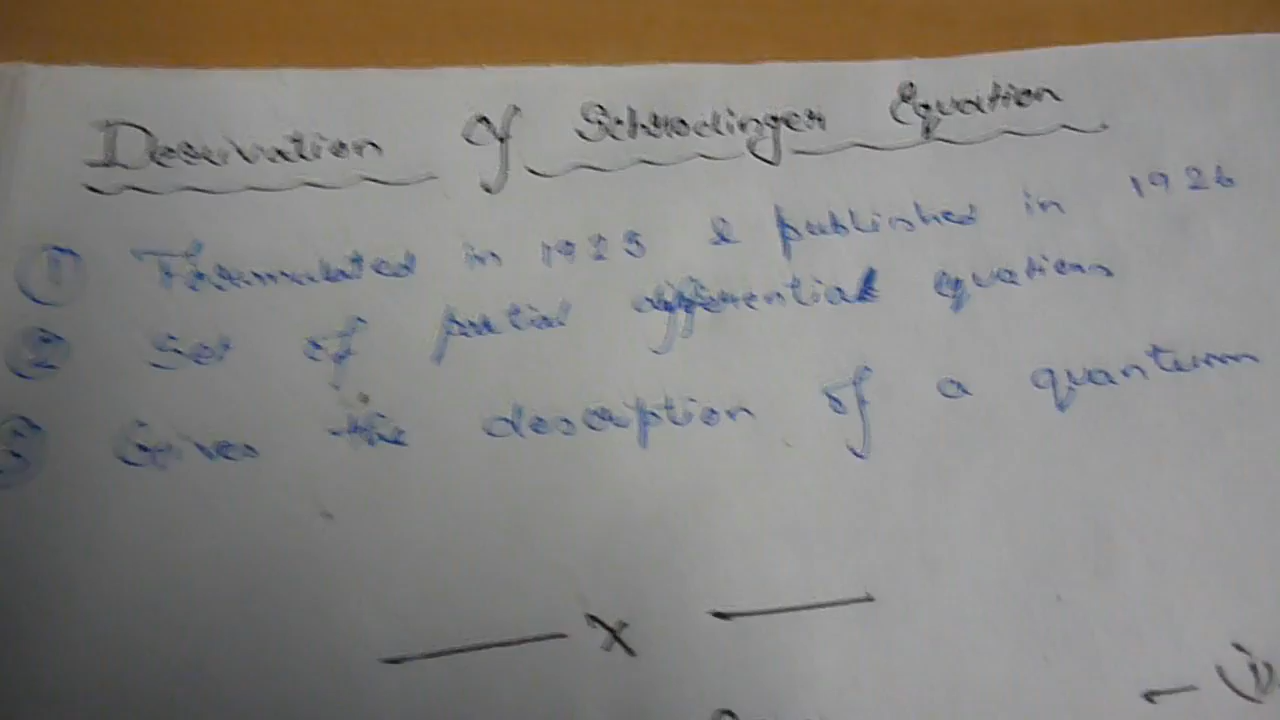 Derivation Of Schrodinger Equation
① Formulated in 1925 & published in 1926
② Set of partial differential equations
③ Gives the description of a quantum
— X —